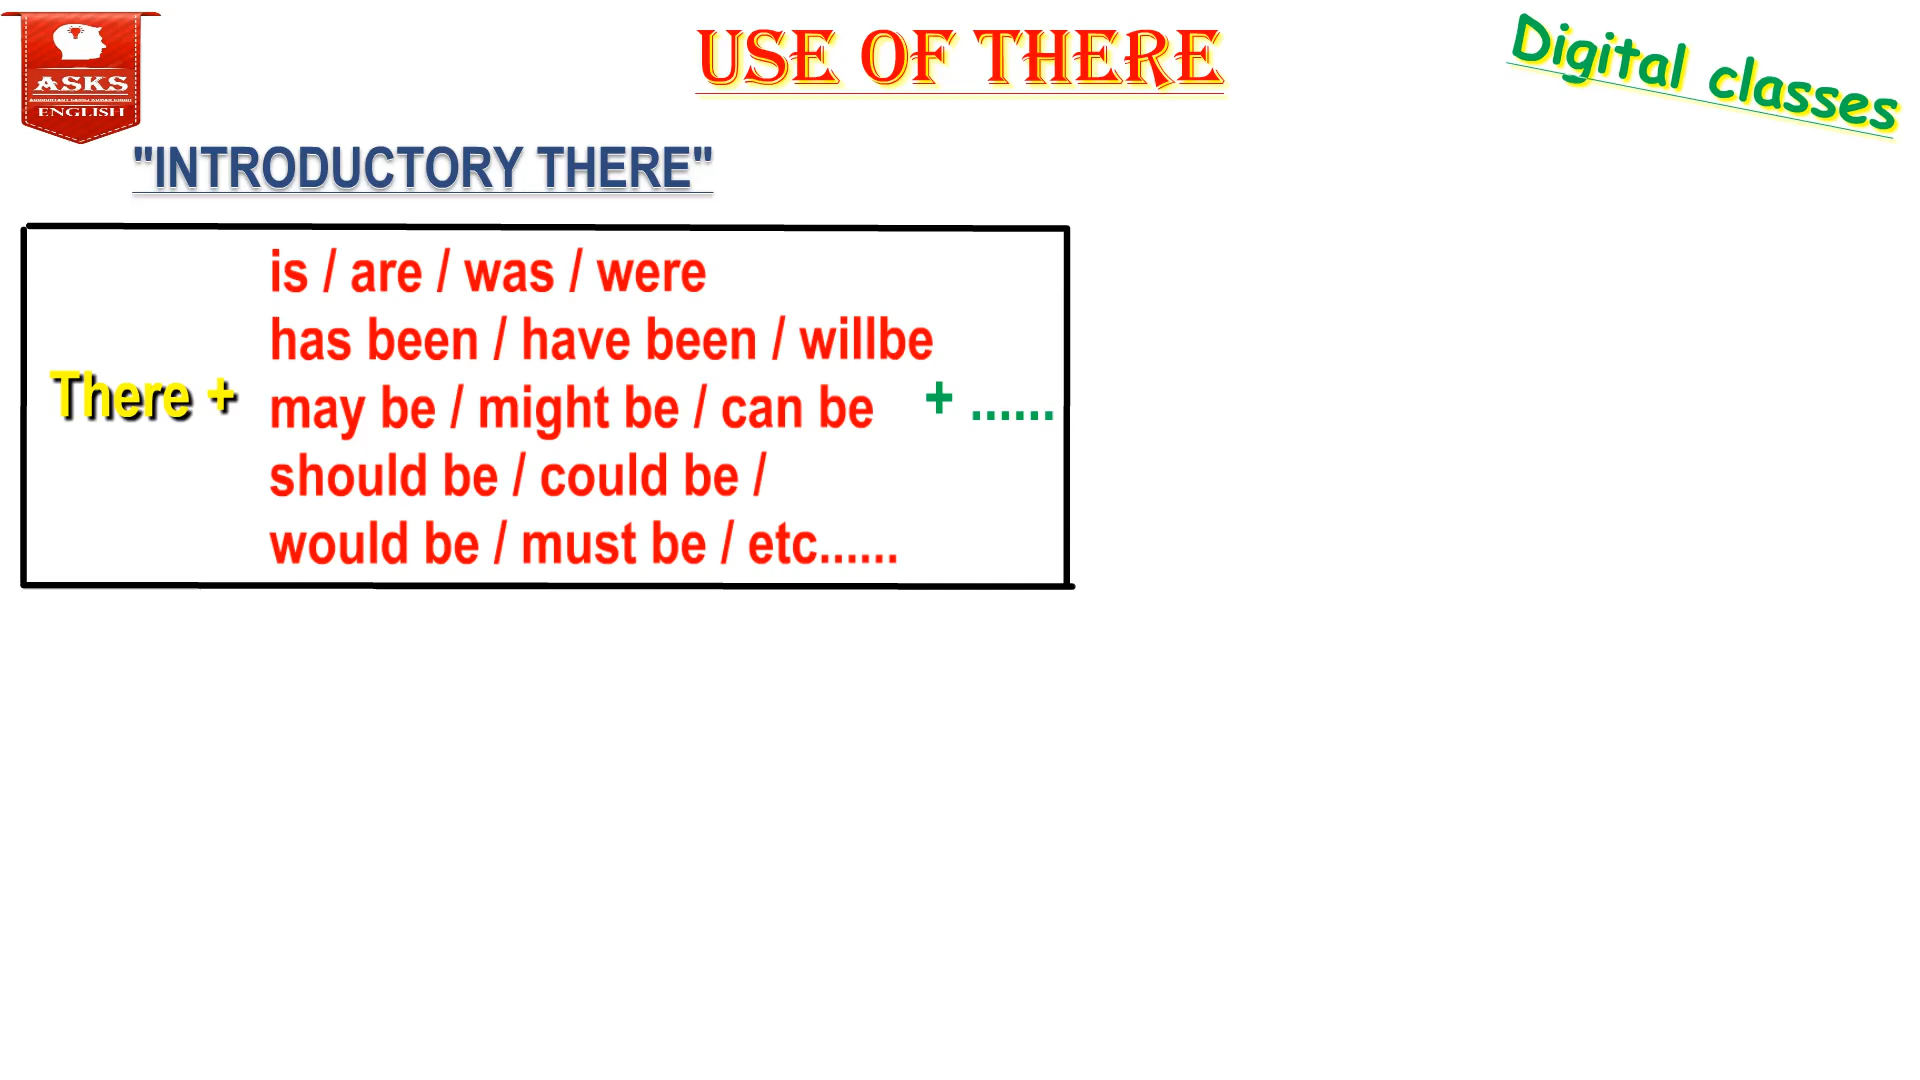 ASKS
ENGLISH
USE OF THERE
Digital classes
"INTRODUCTORY THERE"
There +
is / are / was / were
has been / have been / willbe
may be / might be / can be
should be / could be /
would be / must be / etc......
+ ......